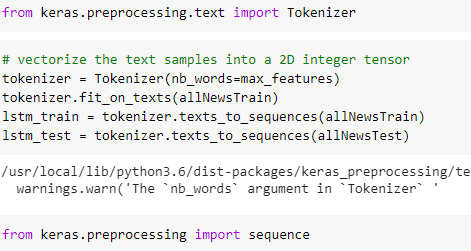 from keras.preprocessing.text import Tokenizer
# vectorize the text samples into a 2D integer tensor
tokenizer = Tokenizer(nb_words=max_features)
tokenizer.fit_on_texts(allNewsTrain)
lstm_train = tokenizer.texts_to_sequences(allNewsTrain)
lstm_test = tokenizer.texts_to_sequences(allNewsTest)
/usr/local/lib/python3.6/dist-packages/keras_preprocessing/te
warnings.warn('The `nb_words` argument in `Tokenizer` '
from keras.preprocessing import sequence